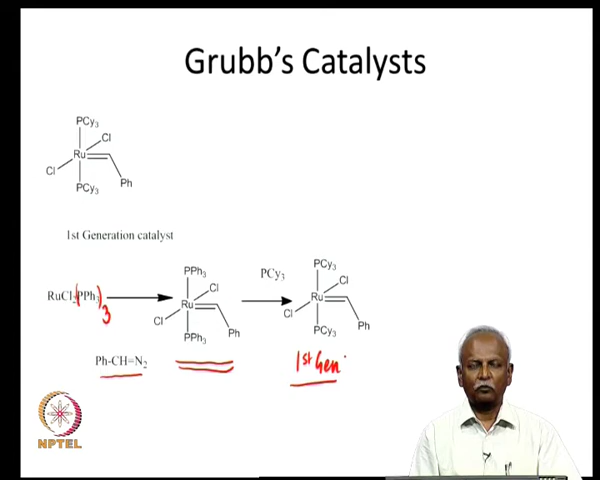 Grubb's Catalysts
PCy3
Cl
Ru
Cl
PCy3
Ph
1st Generation catalyst
RuCl2(PPh3)3
Ph-CH=N2
PPh3
Cl
Ru
Cl
PPh3
Ph
PCy3
PCy3
Cl
Ru
Cl
PCy3
Ph
1st Gen.
NPTEL